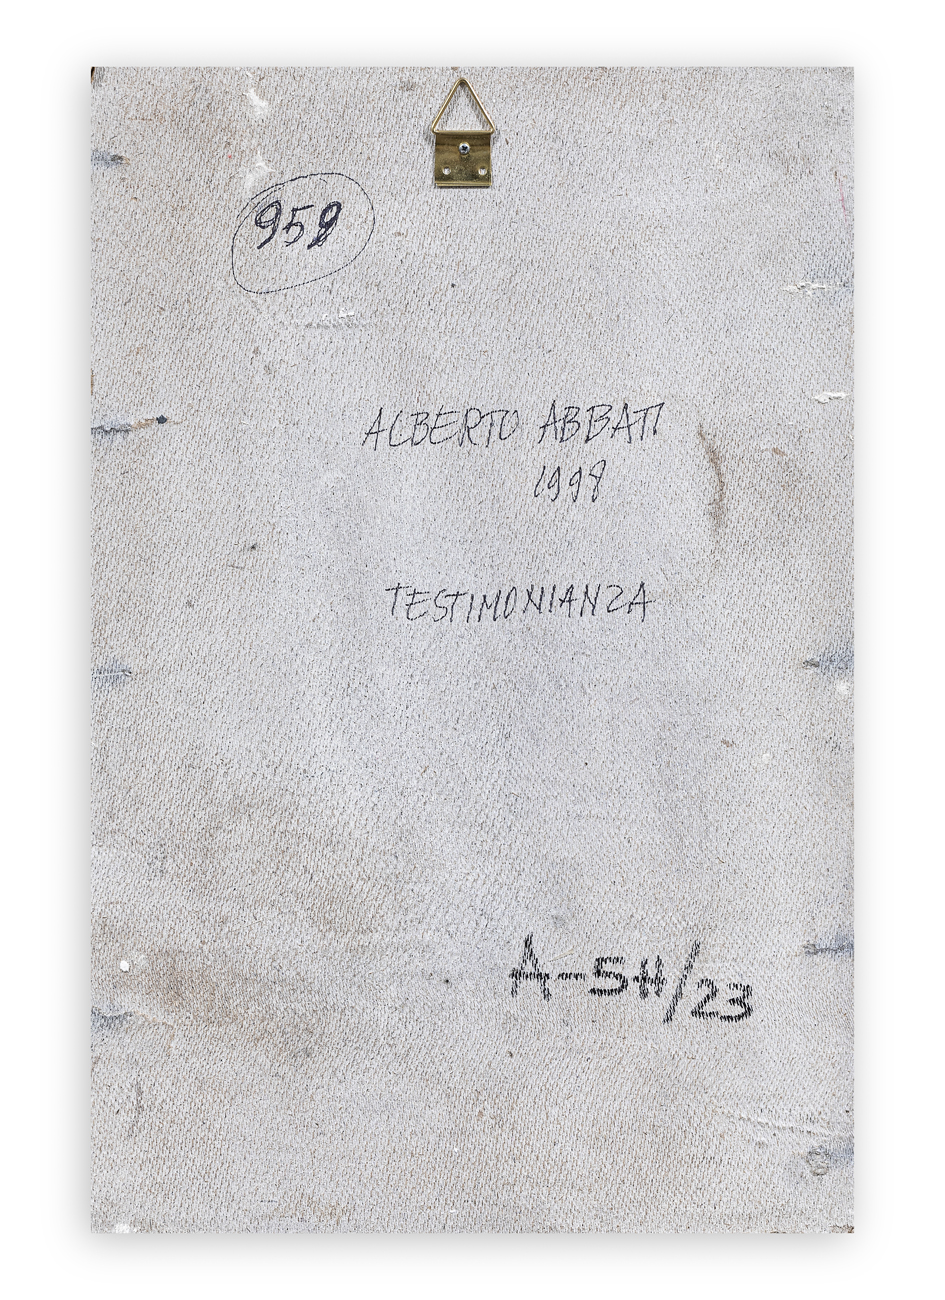 958
ALBERTO ABBATI
1998
TESTIMONIANZA
A-54/23